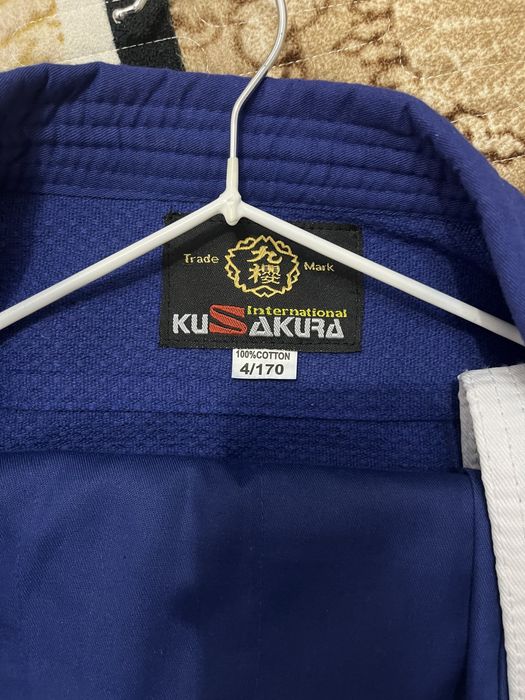 Trade
九櫻
Mark
International
KUSAKURA
100%COTTON
4/170